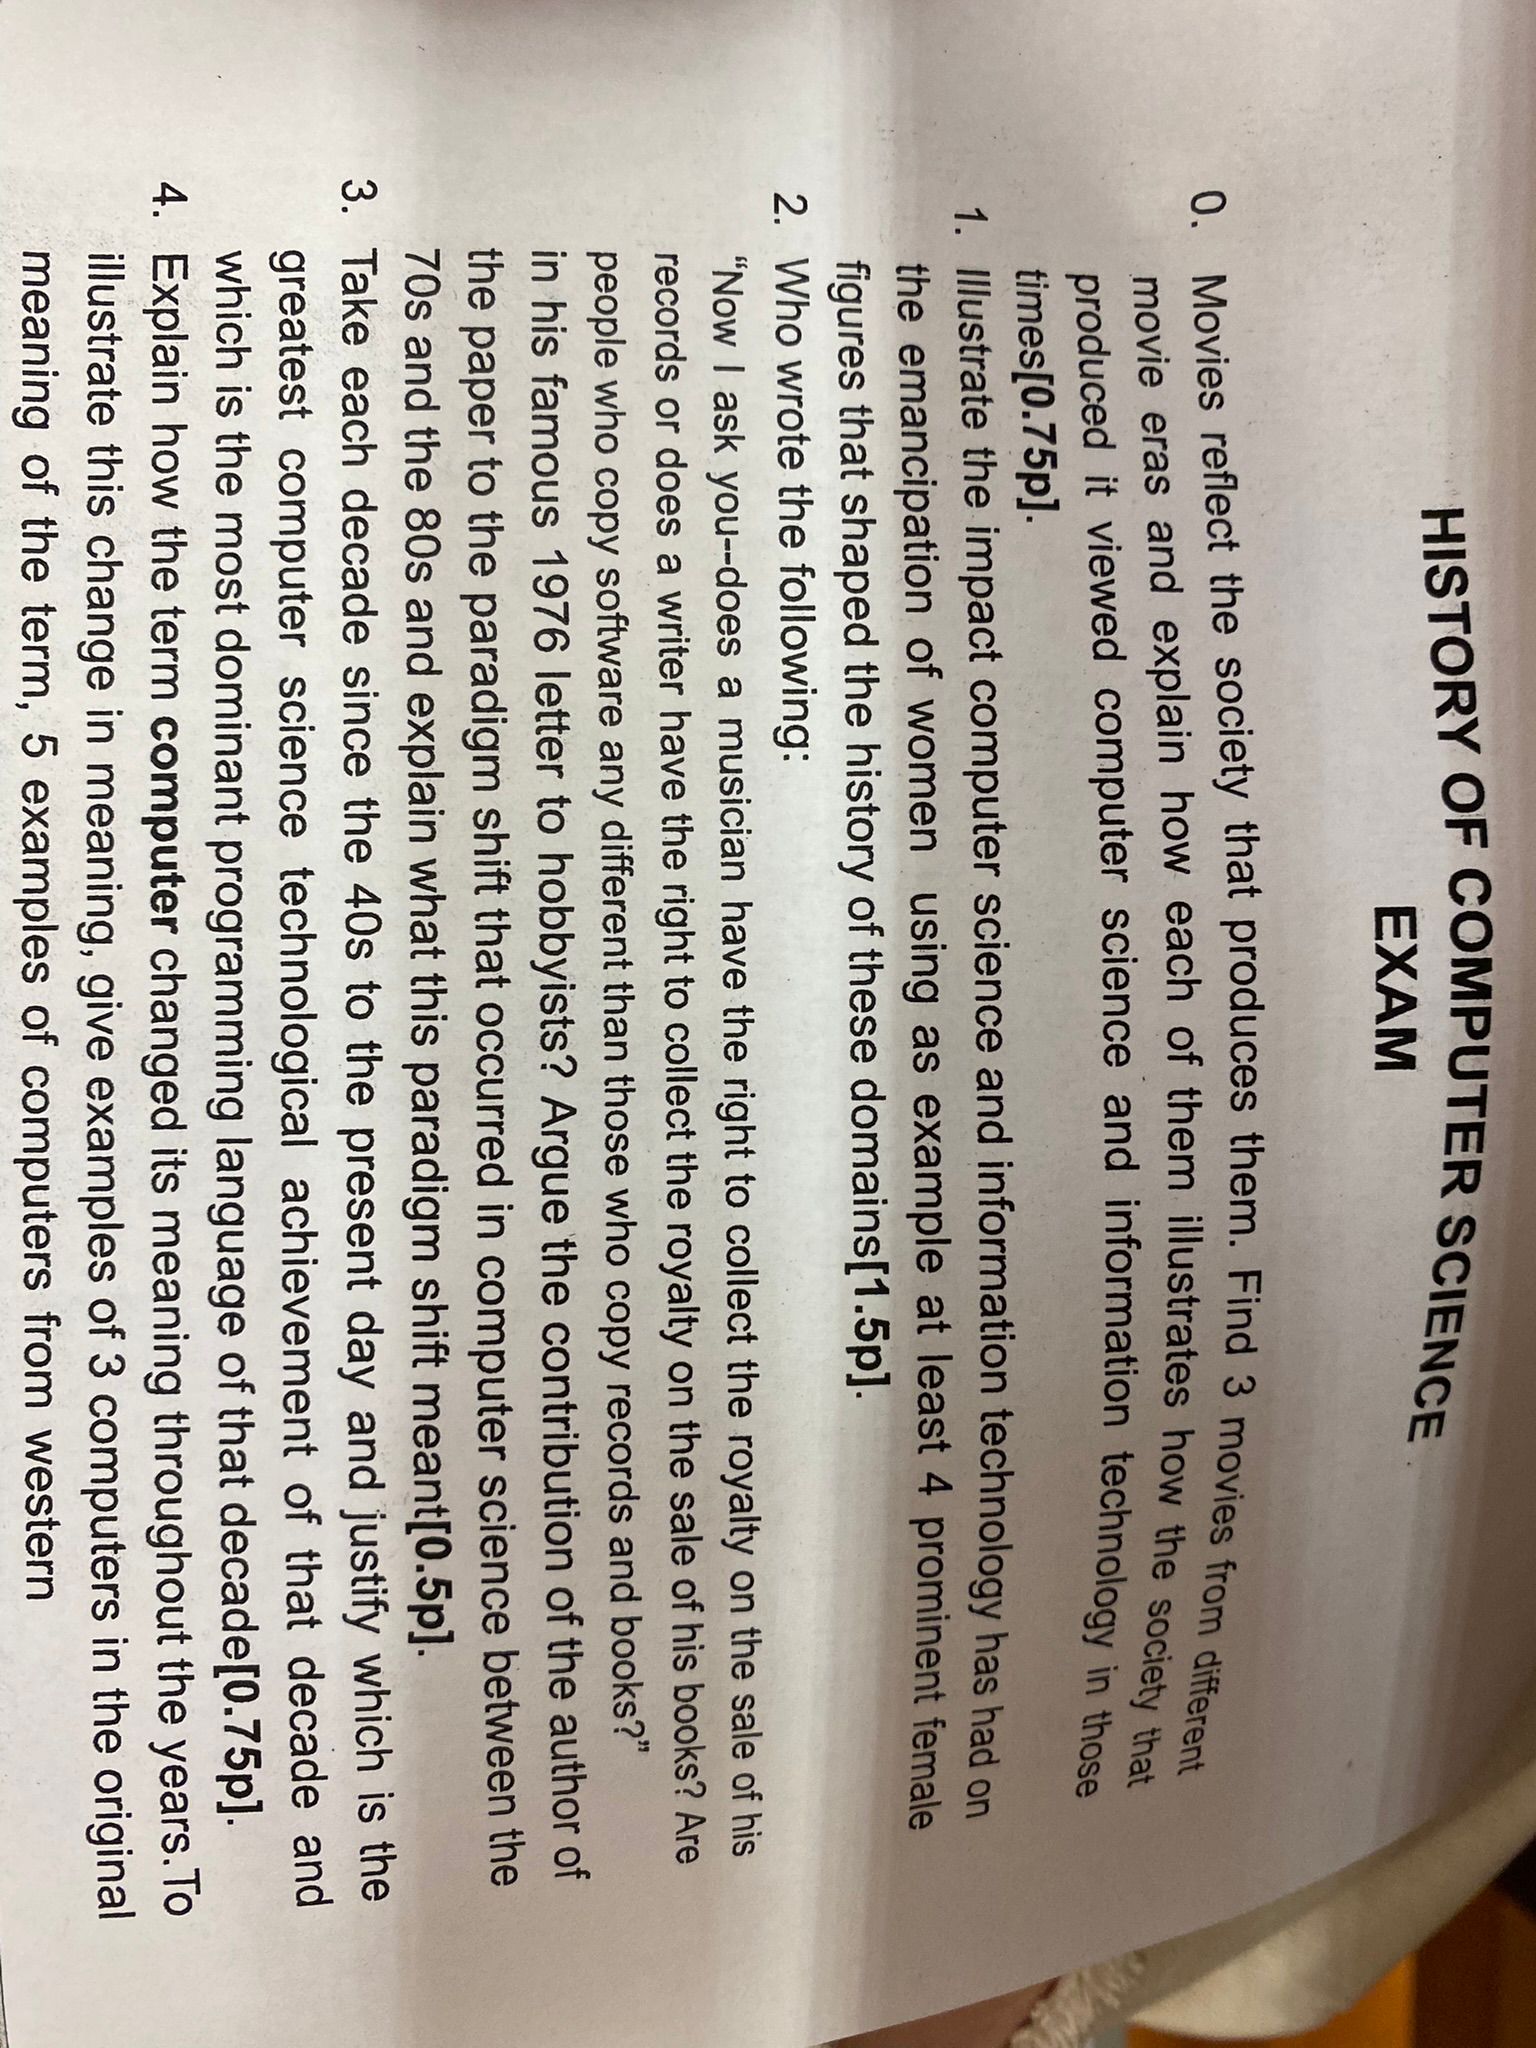 HISTORY OF COMPUTER SCIENCE
EXAM
0. Movies reflect the society that produces them. Find 3 movies from different
movie eras and explain how each of them illustrates how the society that
produced it viewed computer science and information technology in those
times[0.75p].
1. Illustrate the impact computer science and information technology has had on
the emancipation of women using as example at least 4 prominent female
figures that shaped the history of these domains[1.5p].
2. Who wrote the following:
“Now I ask you--does a musician have the right to collect the royalty on the sale of his
records or does a writer have the right to collect the royalty on the sale of his books? Are
people who copy software any different than those who copy records and books?”
in his famous 1976 letter to hobbyists? Argue the contribution of the author of
the paper to the paradigm shift that occurred in computer science between the
70s and the 80s and explain what this paradigm shift meant[0.5p].
3. Take each decade since the 40s to the present day and justify which is the
greatest computer science technological achievement of that decade and
which is the most dominant programming language of that decade[0.75p].
4. Explain how the term computer changed its meaning throughout the years.To
illustrate this change in meaning, give examples of 3 computers in the original
meaning of the term, 5 examples of computers from western